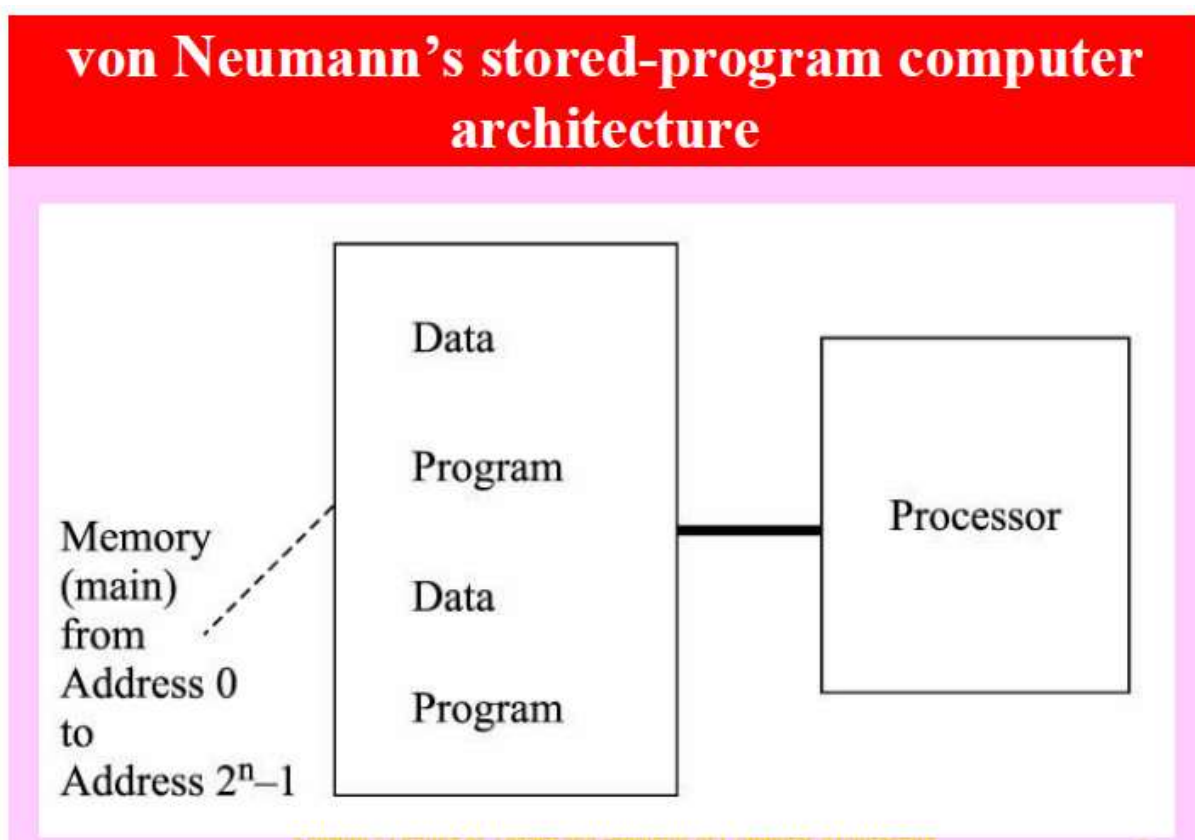 von Neumann’s stored-program computer
architecture
Data
Program
Data
Program
Processor
Memory
(main)
from
Address 0
to
Address 2ⁿ–1